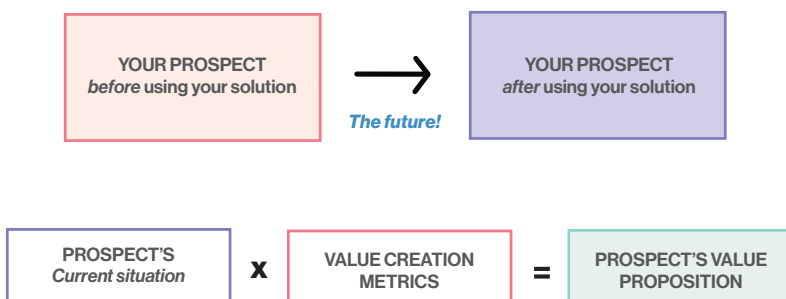 YOUR PROSPECT
before using your solution
YOUR PROSPECT
after using your solution
The future!
PROSPECT'S
Current situation
x
VALUE CREATION
METRICS
=
PROSPECT'S VALUE
PROPOSITION